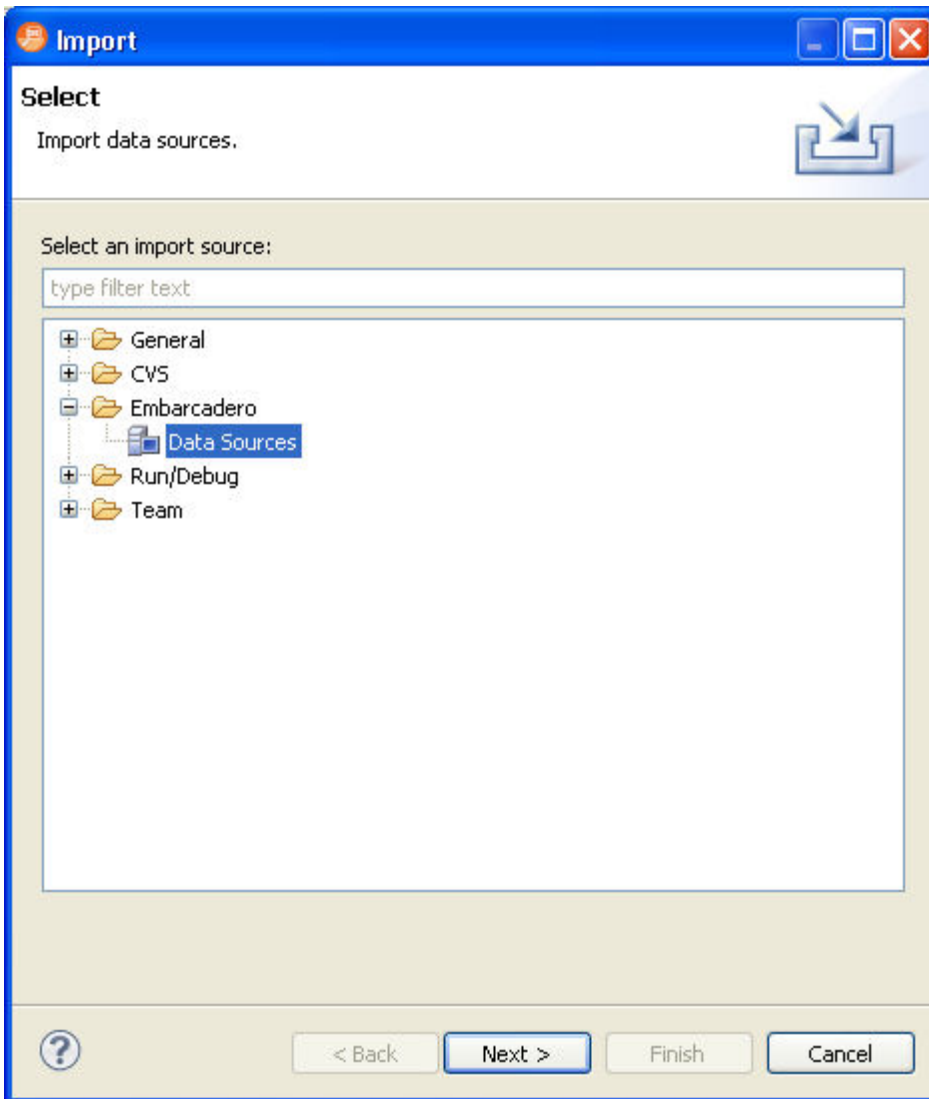 Import
Select
Import data sources.
Select an import source:
type filter text
General
CVS
Embarcadero
Data Sources
Run/Debug
Team
?
< Back Next > Finish Cancel